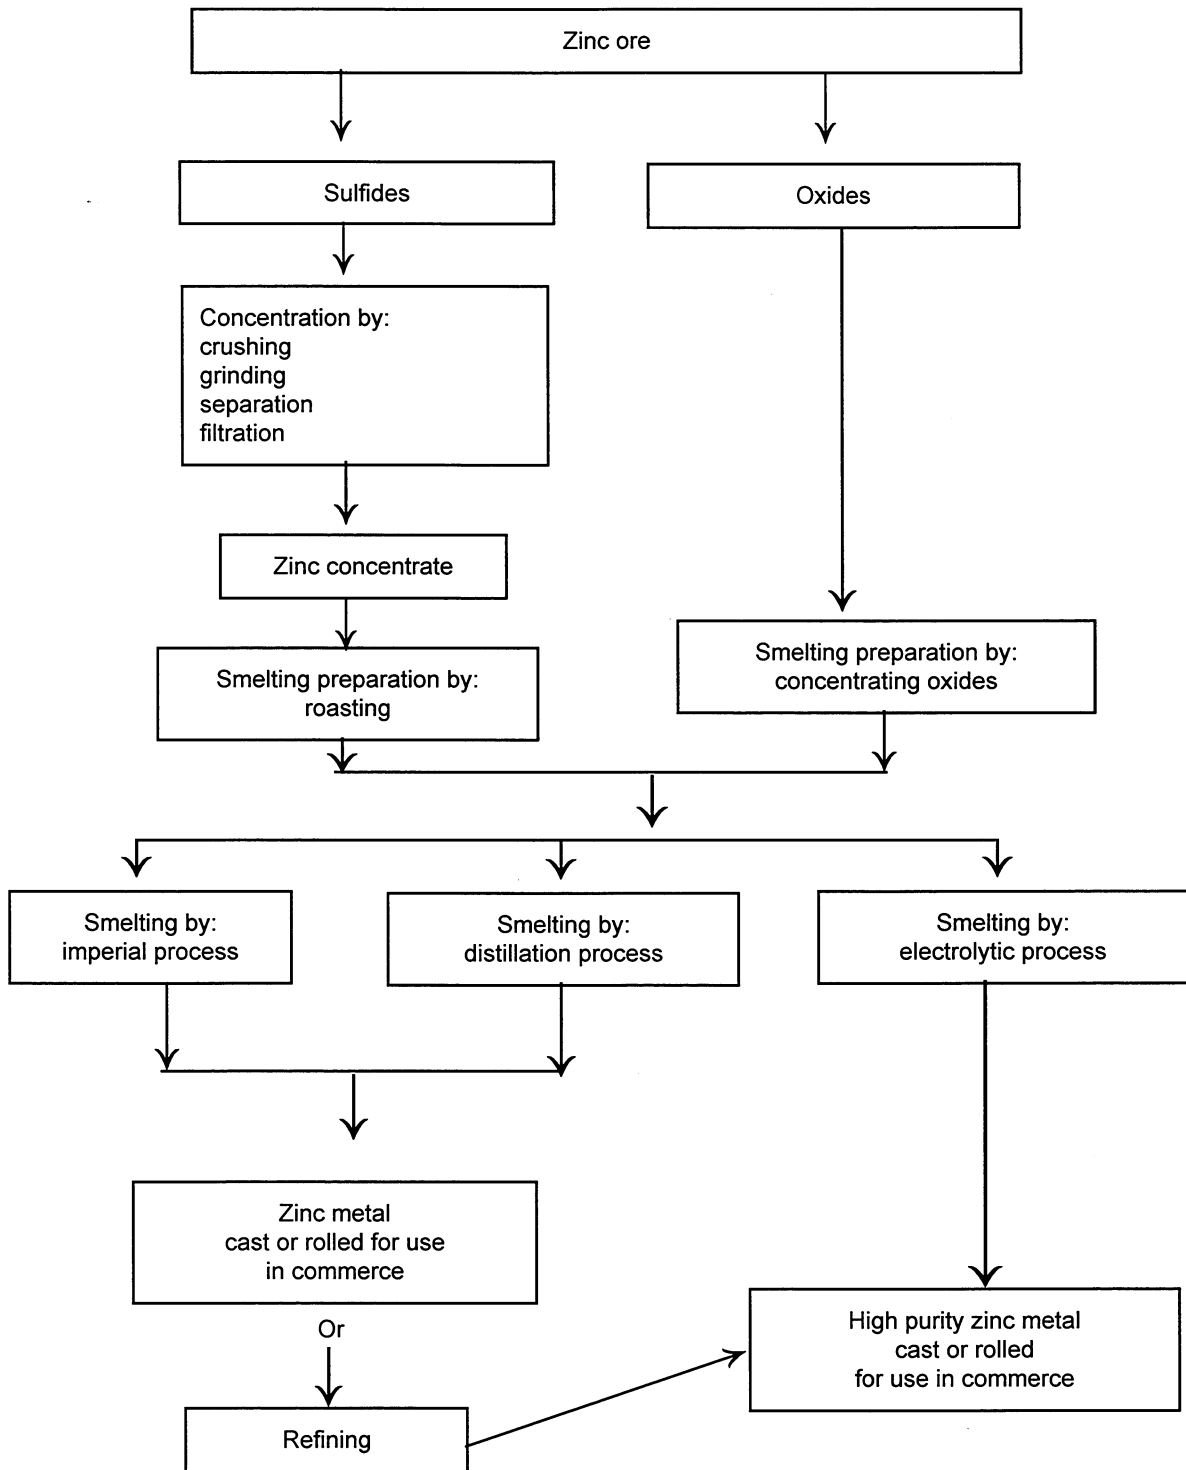 Zinc ore
Sulfides
Oxides
Concentration by:
crushing
grinding
separation
filtration
Zinc concentrate
Smelting preparation by:
roasting
Smelting preparation by:
concentrating oxides
Smelting by:
imperial process
Smelting by:
distillation process
Smelting by:
electrolytic process
Zinc metal
cast or rolled for use
in commerce
Or
Refining
High purity zinc metal
cast or rolled
for use in commerce